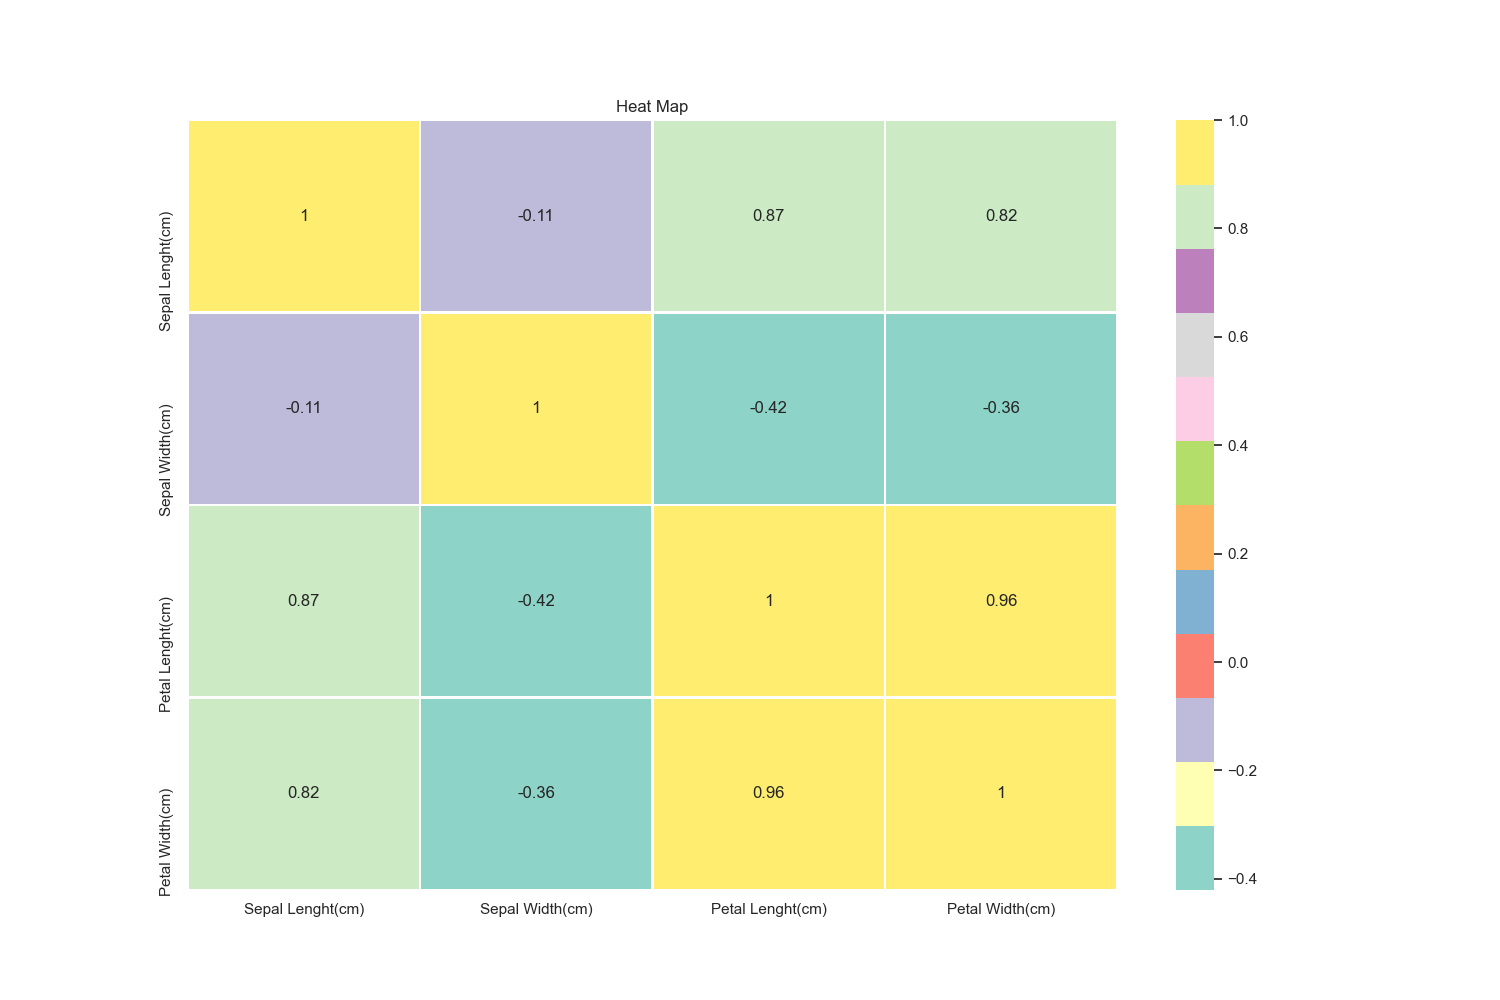 Heat Map
Sepal Lenght(cm)
1
-0.11
0.87
0.82
Sepal Width(cm)
-0.11
1
-0.42
-0.36
Petal Lenght(cm)
0.87
-0.42
1
0.96
Petal Width(cm)
0.82
-0.36
0.96
1
Sepal Lenght(cm)
Sepal Width(cm)
Petal Lenght(cm)
Petal Width(cm)
1.0
0.8
0.6
0.4
0.2
0.0
−0.2
−0.4